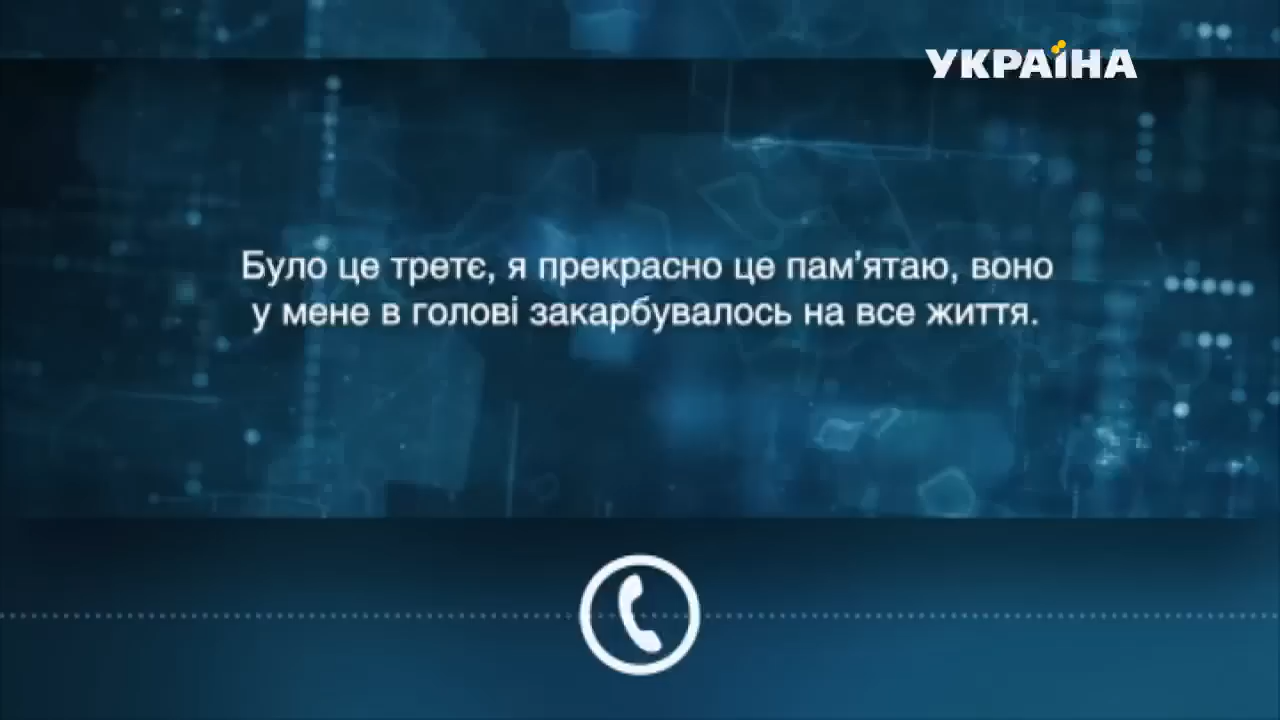 УКРАЇНА
Було це третє, я прекрасно це пам’ятаю, воно
у мене в голові закарбувалось на все життя.